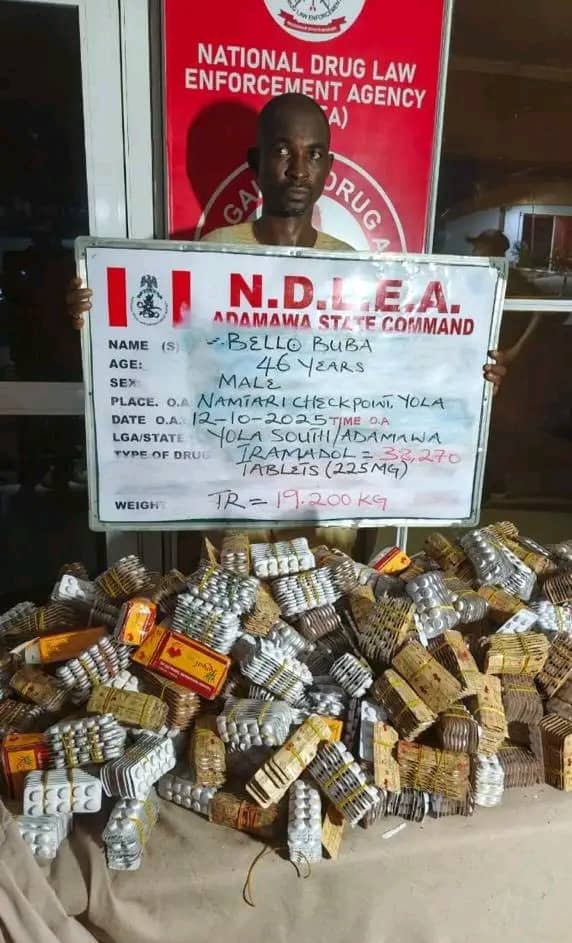 NATIONAL DRUG LAW
ENFORCEMENT AGENCY
N.D.L.E.A.
ADAMAWA STATE COMMAND
NAME (S) :- BELLO BUBA
AGE: 46 YEARS
SEX: MALE
PLACE. O.A. NAMTARI CHECKPOINT, YOLA
DATE O.A.: 12-10-2025 TIME O.A
LGA/STATE YOLA SOUTH/ADAMAWA
TYPE OF DRUG TRAMADOL = 38,270
TABLETS (225MG)
WEIGHT TR = 19.200 KG